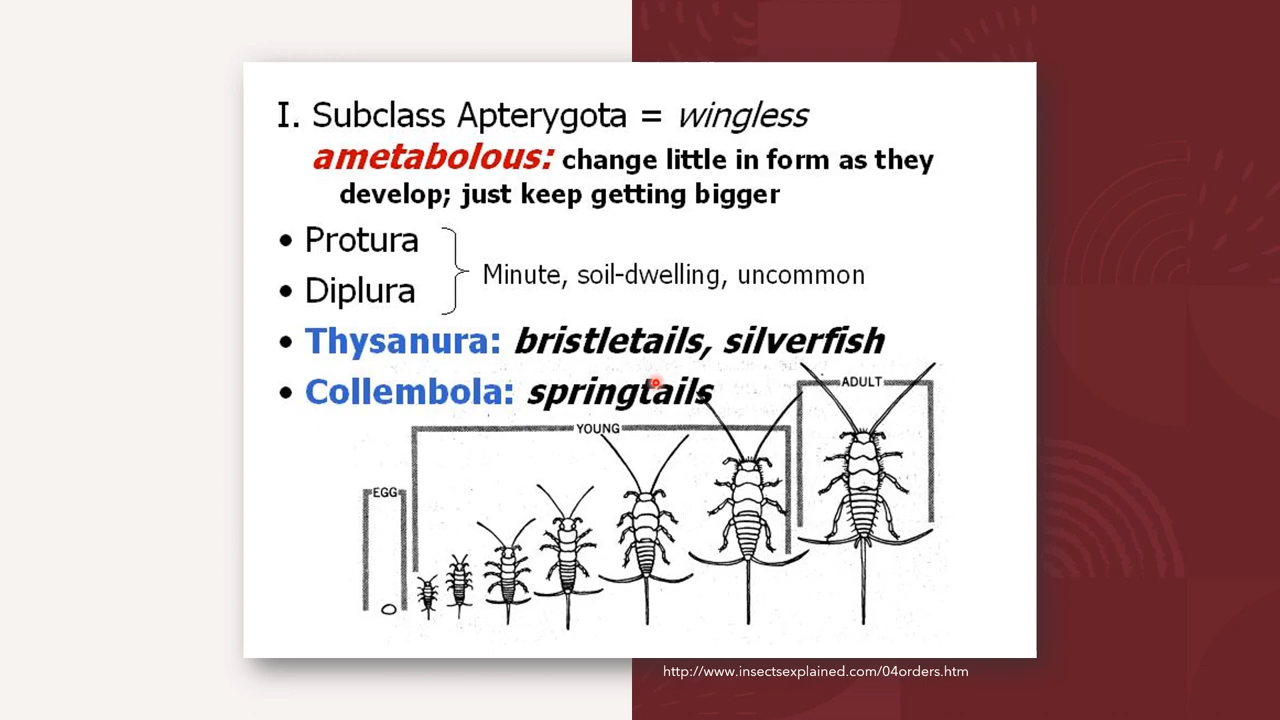 I. Subclass Apterygota = wingless
ametabolous: change little in form as they
develop; just keep getting bigger
• Protura
• Diplura
Minute, soil-dwelling, uncommon
• Thysanura: bristletails, silverfish
• Collembola: springtails
ADULT
YOUNG
EGG
http://www.insectsexplained.com/04orders.htm